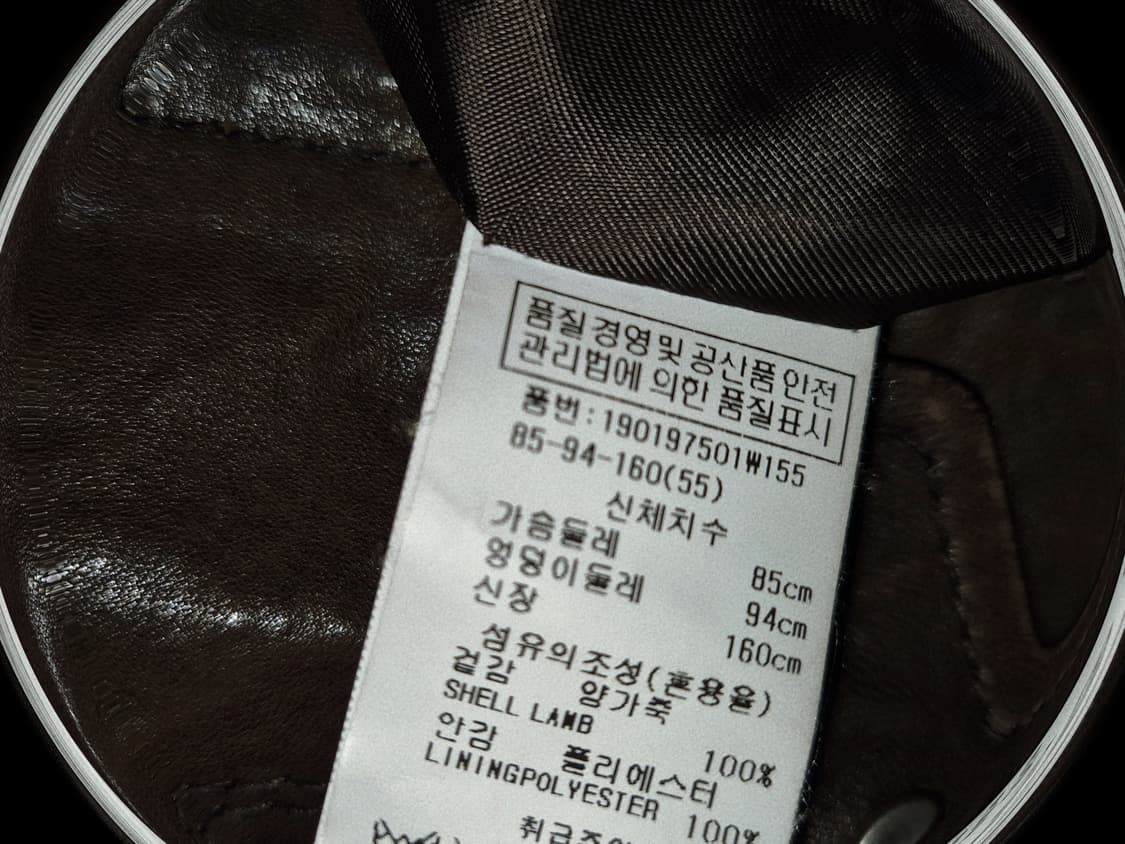 품질경영 및 공산품안전
관리법에 의한 품질표시
품번 : 190197501₩155
85-94-160(55)
신체치수
가슴둘레 85cm
엉덩이둘레 94cm
신장 160cm
섬유의조성(혼용율)
겉감 양가죽
SHELL LAMB 100%
안감 폴리에스터
LININGPOLYESTER 100%